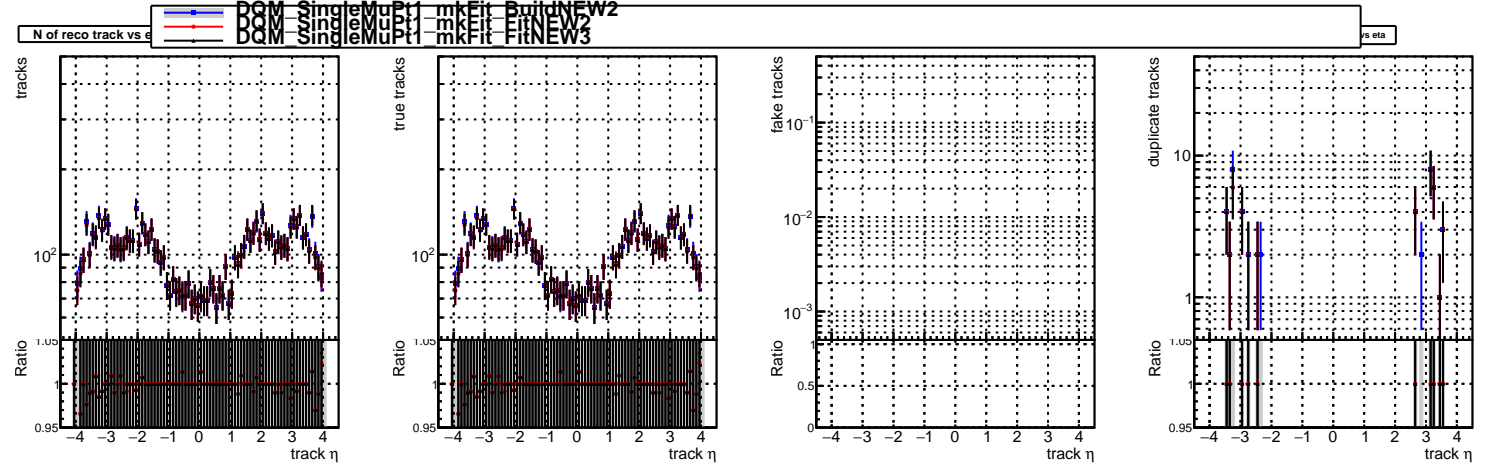 DQM_SingleMuPt1_mkFit_BuildNEW2
DQM_SingleMuPt1_mkFit_FitNEW2
DQM_SingleMuPt1_mkFit_FitNEW3
N of reco track vs e
vs eta
tracks
10²
Ratio
1.05
1
0.95
−4 −3 −2 −1 0 1 2 3 4
track η
true tracks
10²
Ratio
1.05
1
0.95
−4 −3 −2 −1 0 1 2 3 4
track η
fake tracks
10⁻¹
10⁻²
10⁻³
Ratio
1
0.5
0
−4 −3 −2 −1 0 1 2 3 4
track η
duplicate tracks
10
1
Ratio
1.05
1
0.95
−4 −3 −2 −1 0 1 2 3 4
track η